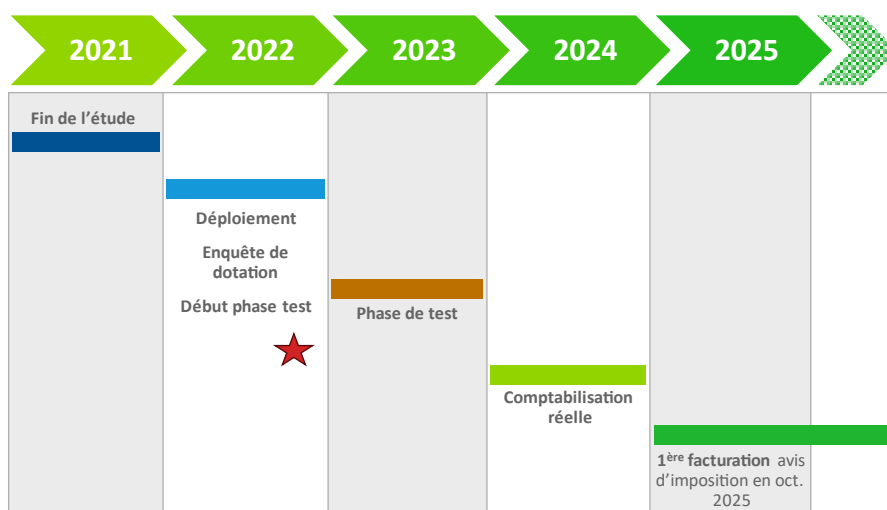 2021
2022
2023
2024
2025
Fin de l'étude
Déploiement
Enquête de
dotation
Début phase test
Phase de test
Comptabilisation
réelle
1ère facturation avis
d'imposition en oct.
2025